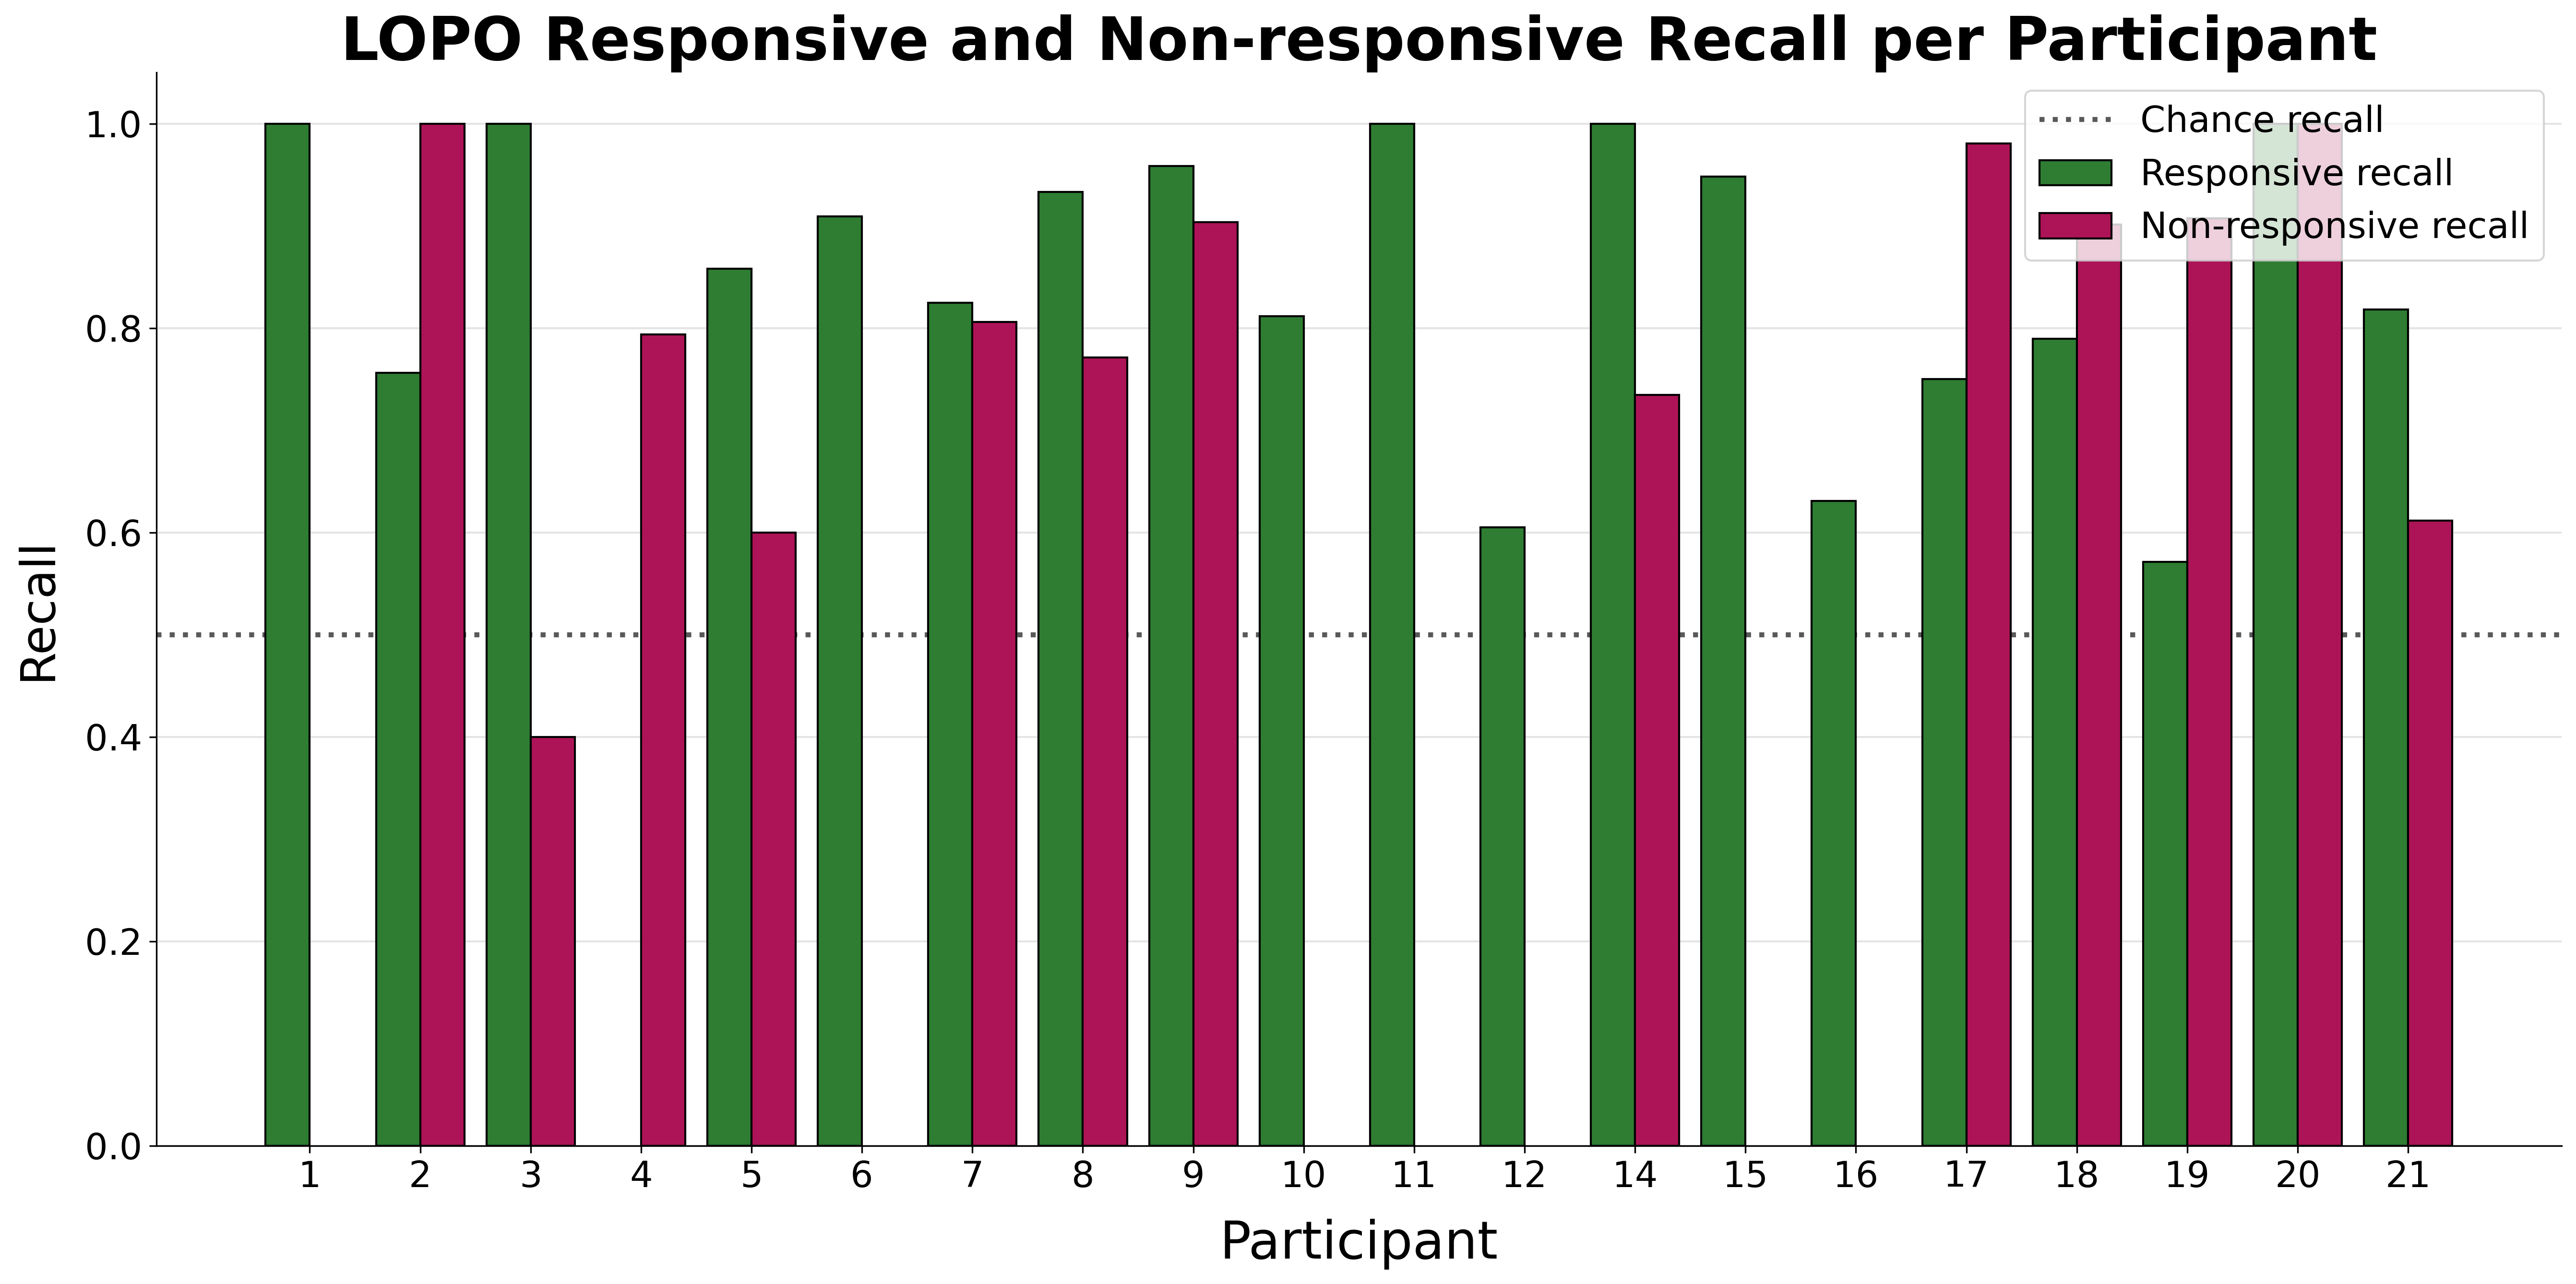 LOPO Responsive and Non-responsive Recall per Participant
Chance recall
Responsive recall
Non-responsive recall
1.0
0.8
0.6
0.4
0.2
0.0
Recall
1 2 3 4 5 6 7 8 9 10 11 12 14 15 16 17 18 19 20 21
Participant